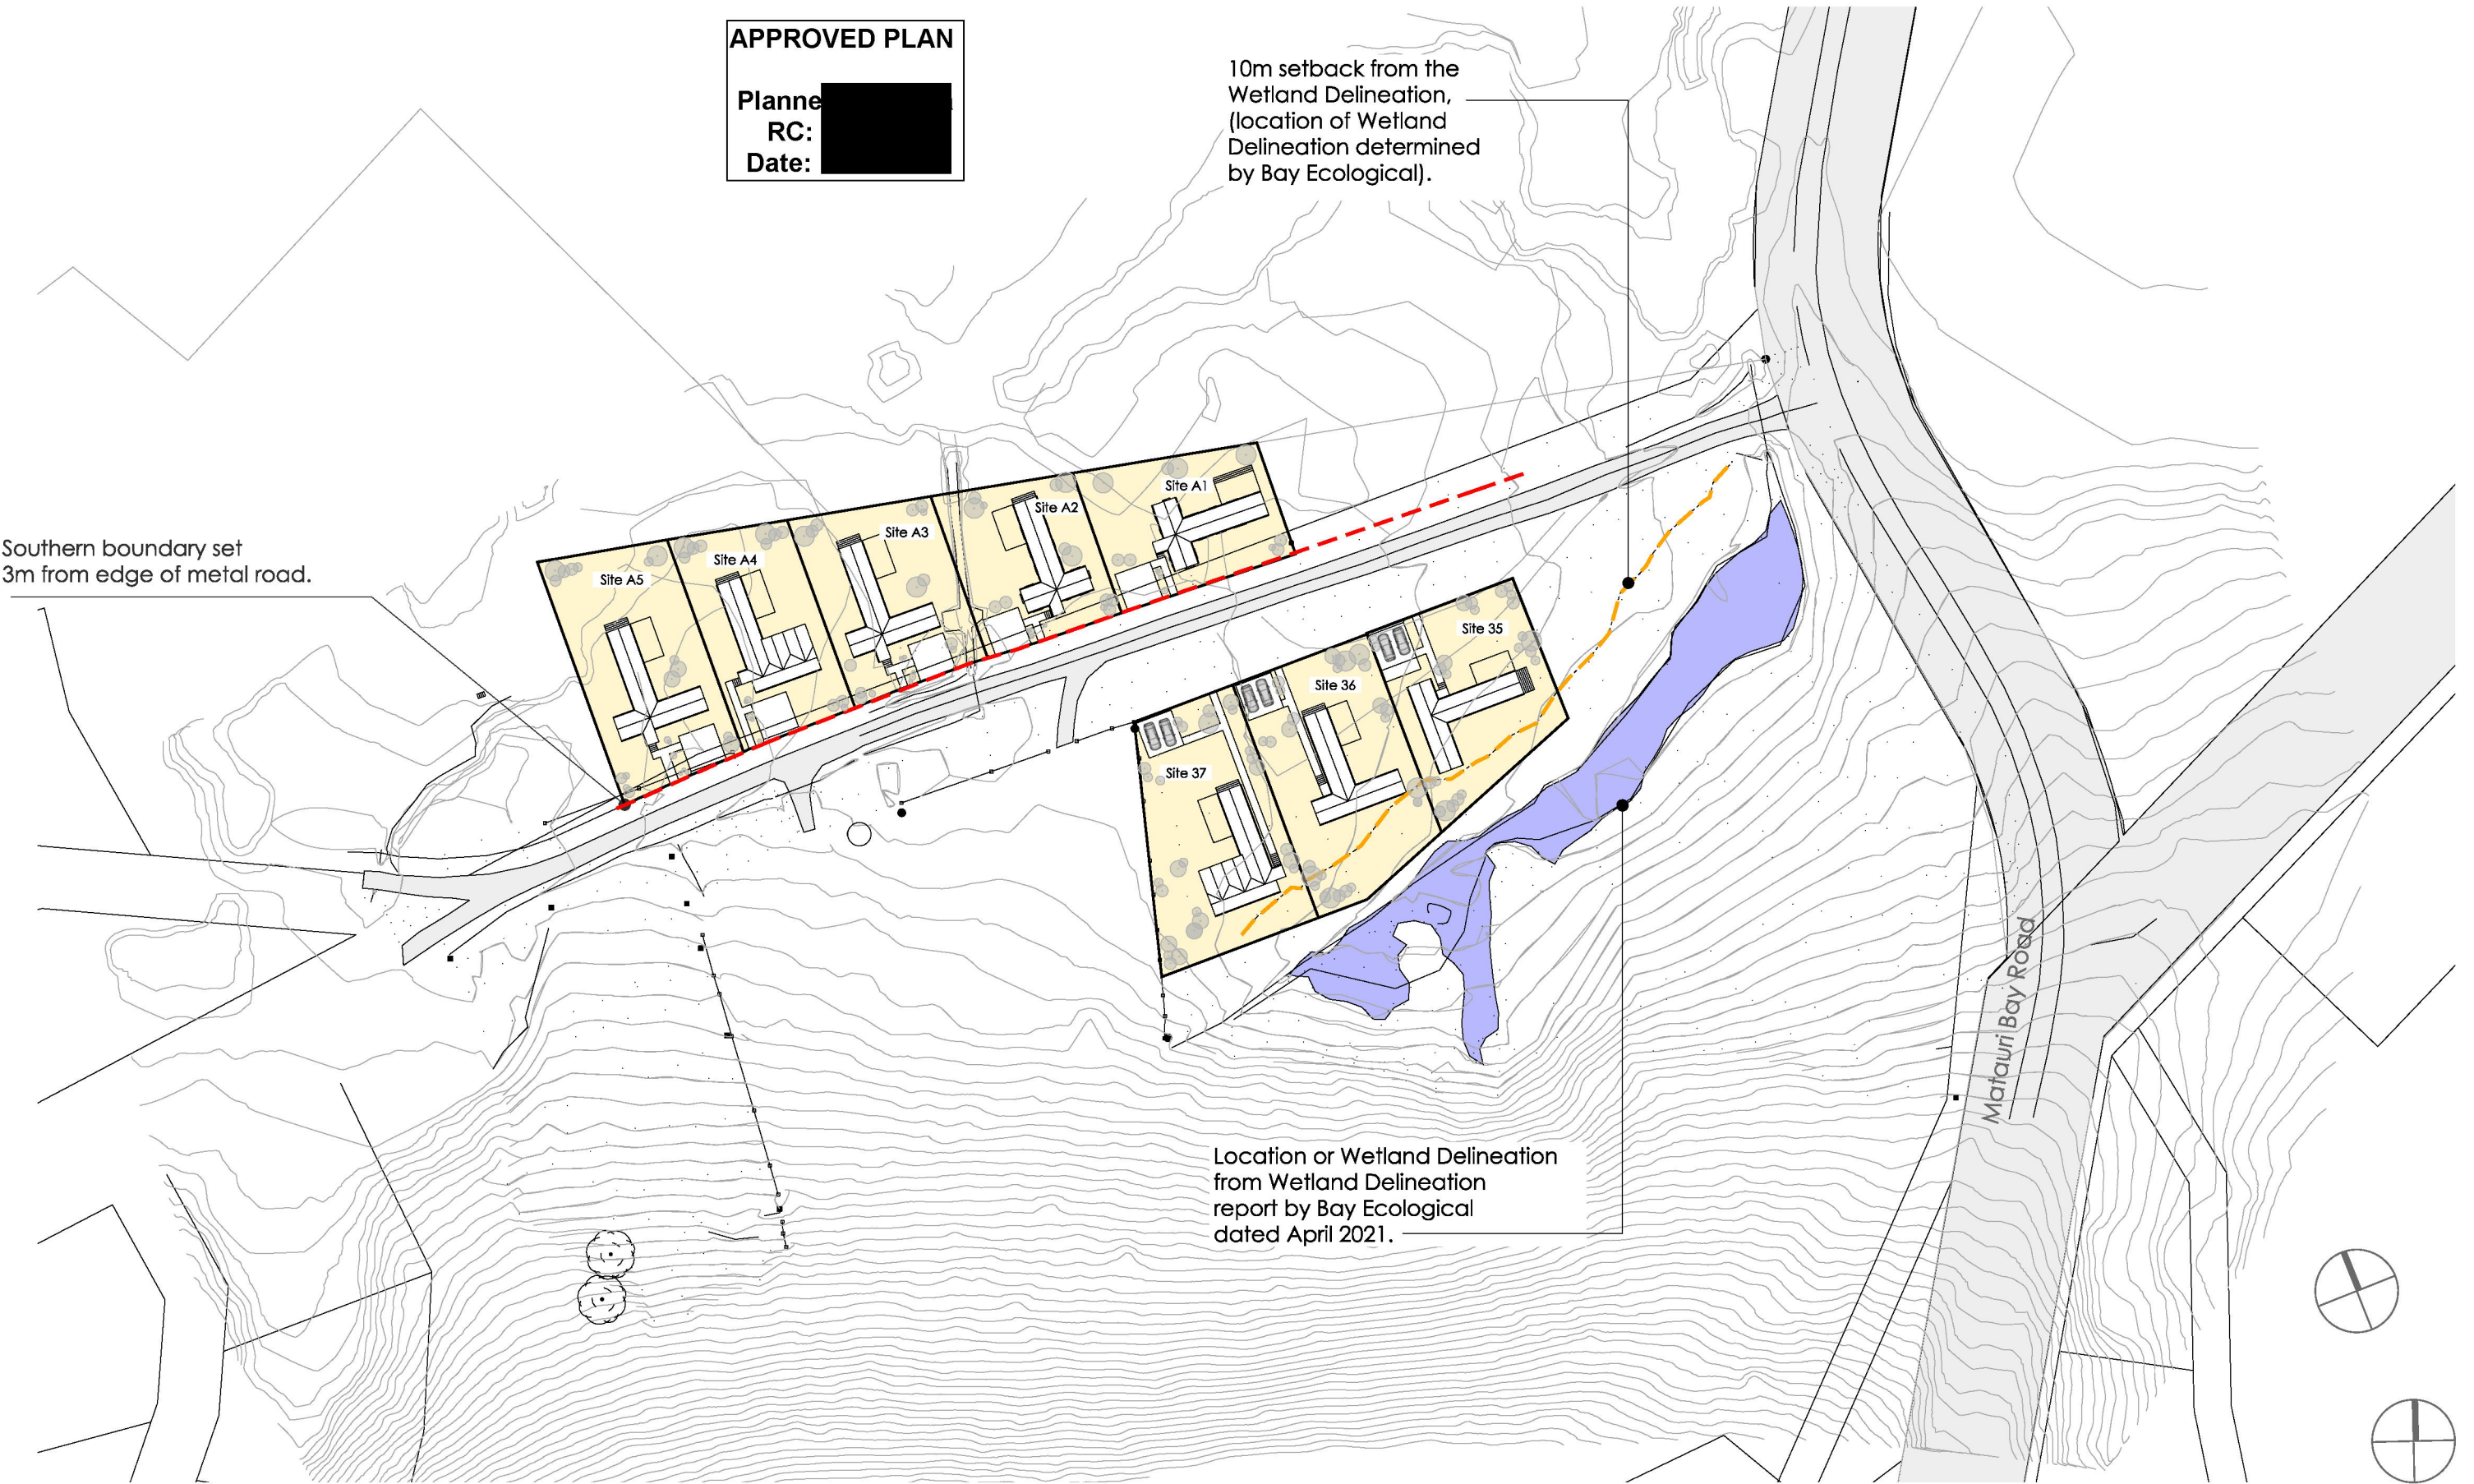 APPROVED PLAN
Planne
RC:
Date:
10m setback from the
Wetland Delineation,
(location of Wetland
Delineation determined
by Bay Ecological).
Southern boundary set
3m from edge of metal road.
Site A1
Site A2
Site A3
Site A4
Site A5
Site 35
Site 36
Site 37
Matauri Bay Road
Location or Wetland Delineation
from Wetland Delineation
report by Bay Ecological
dated April 2021.